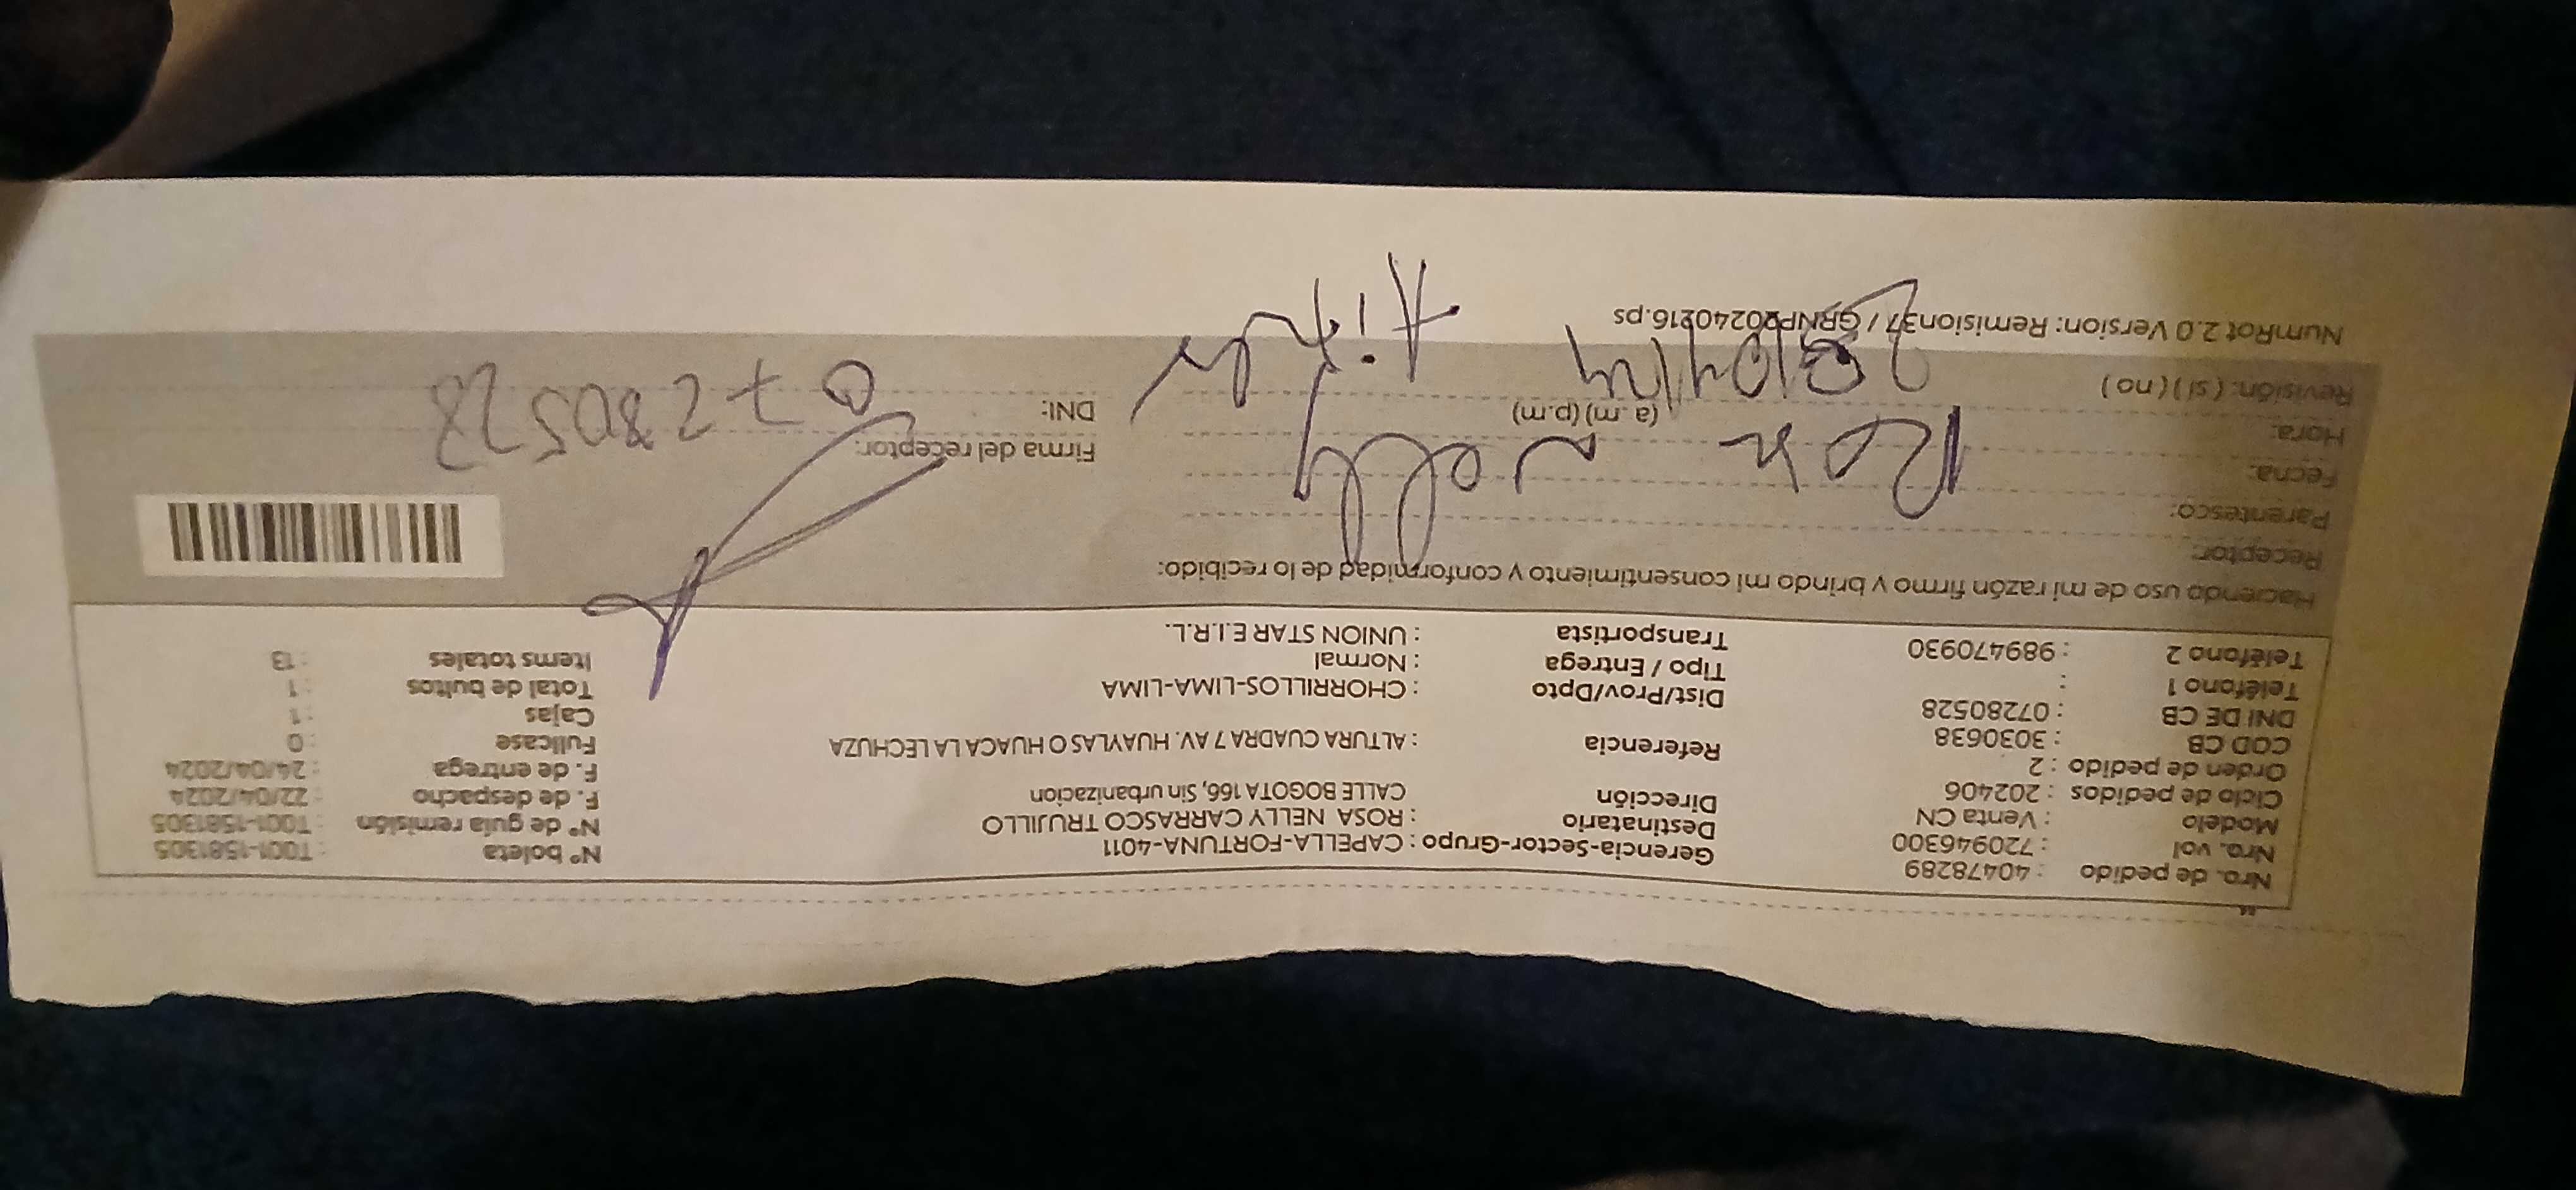 Nro. de pedido : 40478289
Nro. vol : 720946300
Modelo : Venta CN
Ciclo de pedidos : 202406
Orden de pedido : 2
COD CB : 3030638
DNI DE CB : 07280528
Teléfono 1 :
Teléfono 2 : 989470930
Gerencia-Sector-Grupo : CAPELLA-FORTUNA-4011
Destinatario : ROSA NELLY CARRASCO TRUJILLO
Dirección CALLE BOGOTA 166, Sin urbanizacion
Referencia : ALTURA CUADRA 7 AV. HUAYLAS O HUACA LA LECHUZA
Dist/Prov/Dpto : CHORRILLOS-LIMA-LIMA
Tipo / Entrega : Normal
Transportista : UNION STAR E.I.R.L.
N° boleta : T001-1581305
N° de guía remisión : T001-1581305
F. de despacho : 22/04/2024
F. de entrega : 24/04/2024
Fullcase : 0
Cajas : 1
Total de bultos : 1
Items totales : 13
Haciendo uso de mi razón firmo y brindo mi consentimiento y conformidad de lo recibido:
Receptor:
Parentesco:
Fecha:
Hora: (a .m) (p.m)
Revisión: ( sí ) ( no )
Firma del receptor:
DNI:
NumRot 2.0 Version: Remision37 / GRNP20240216.ps